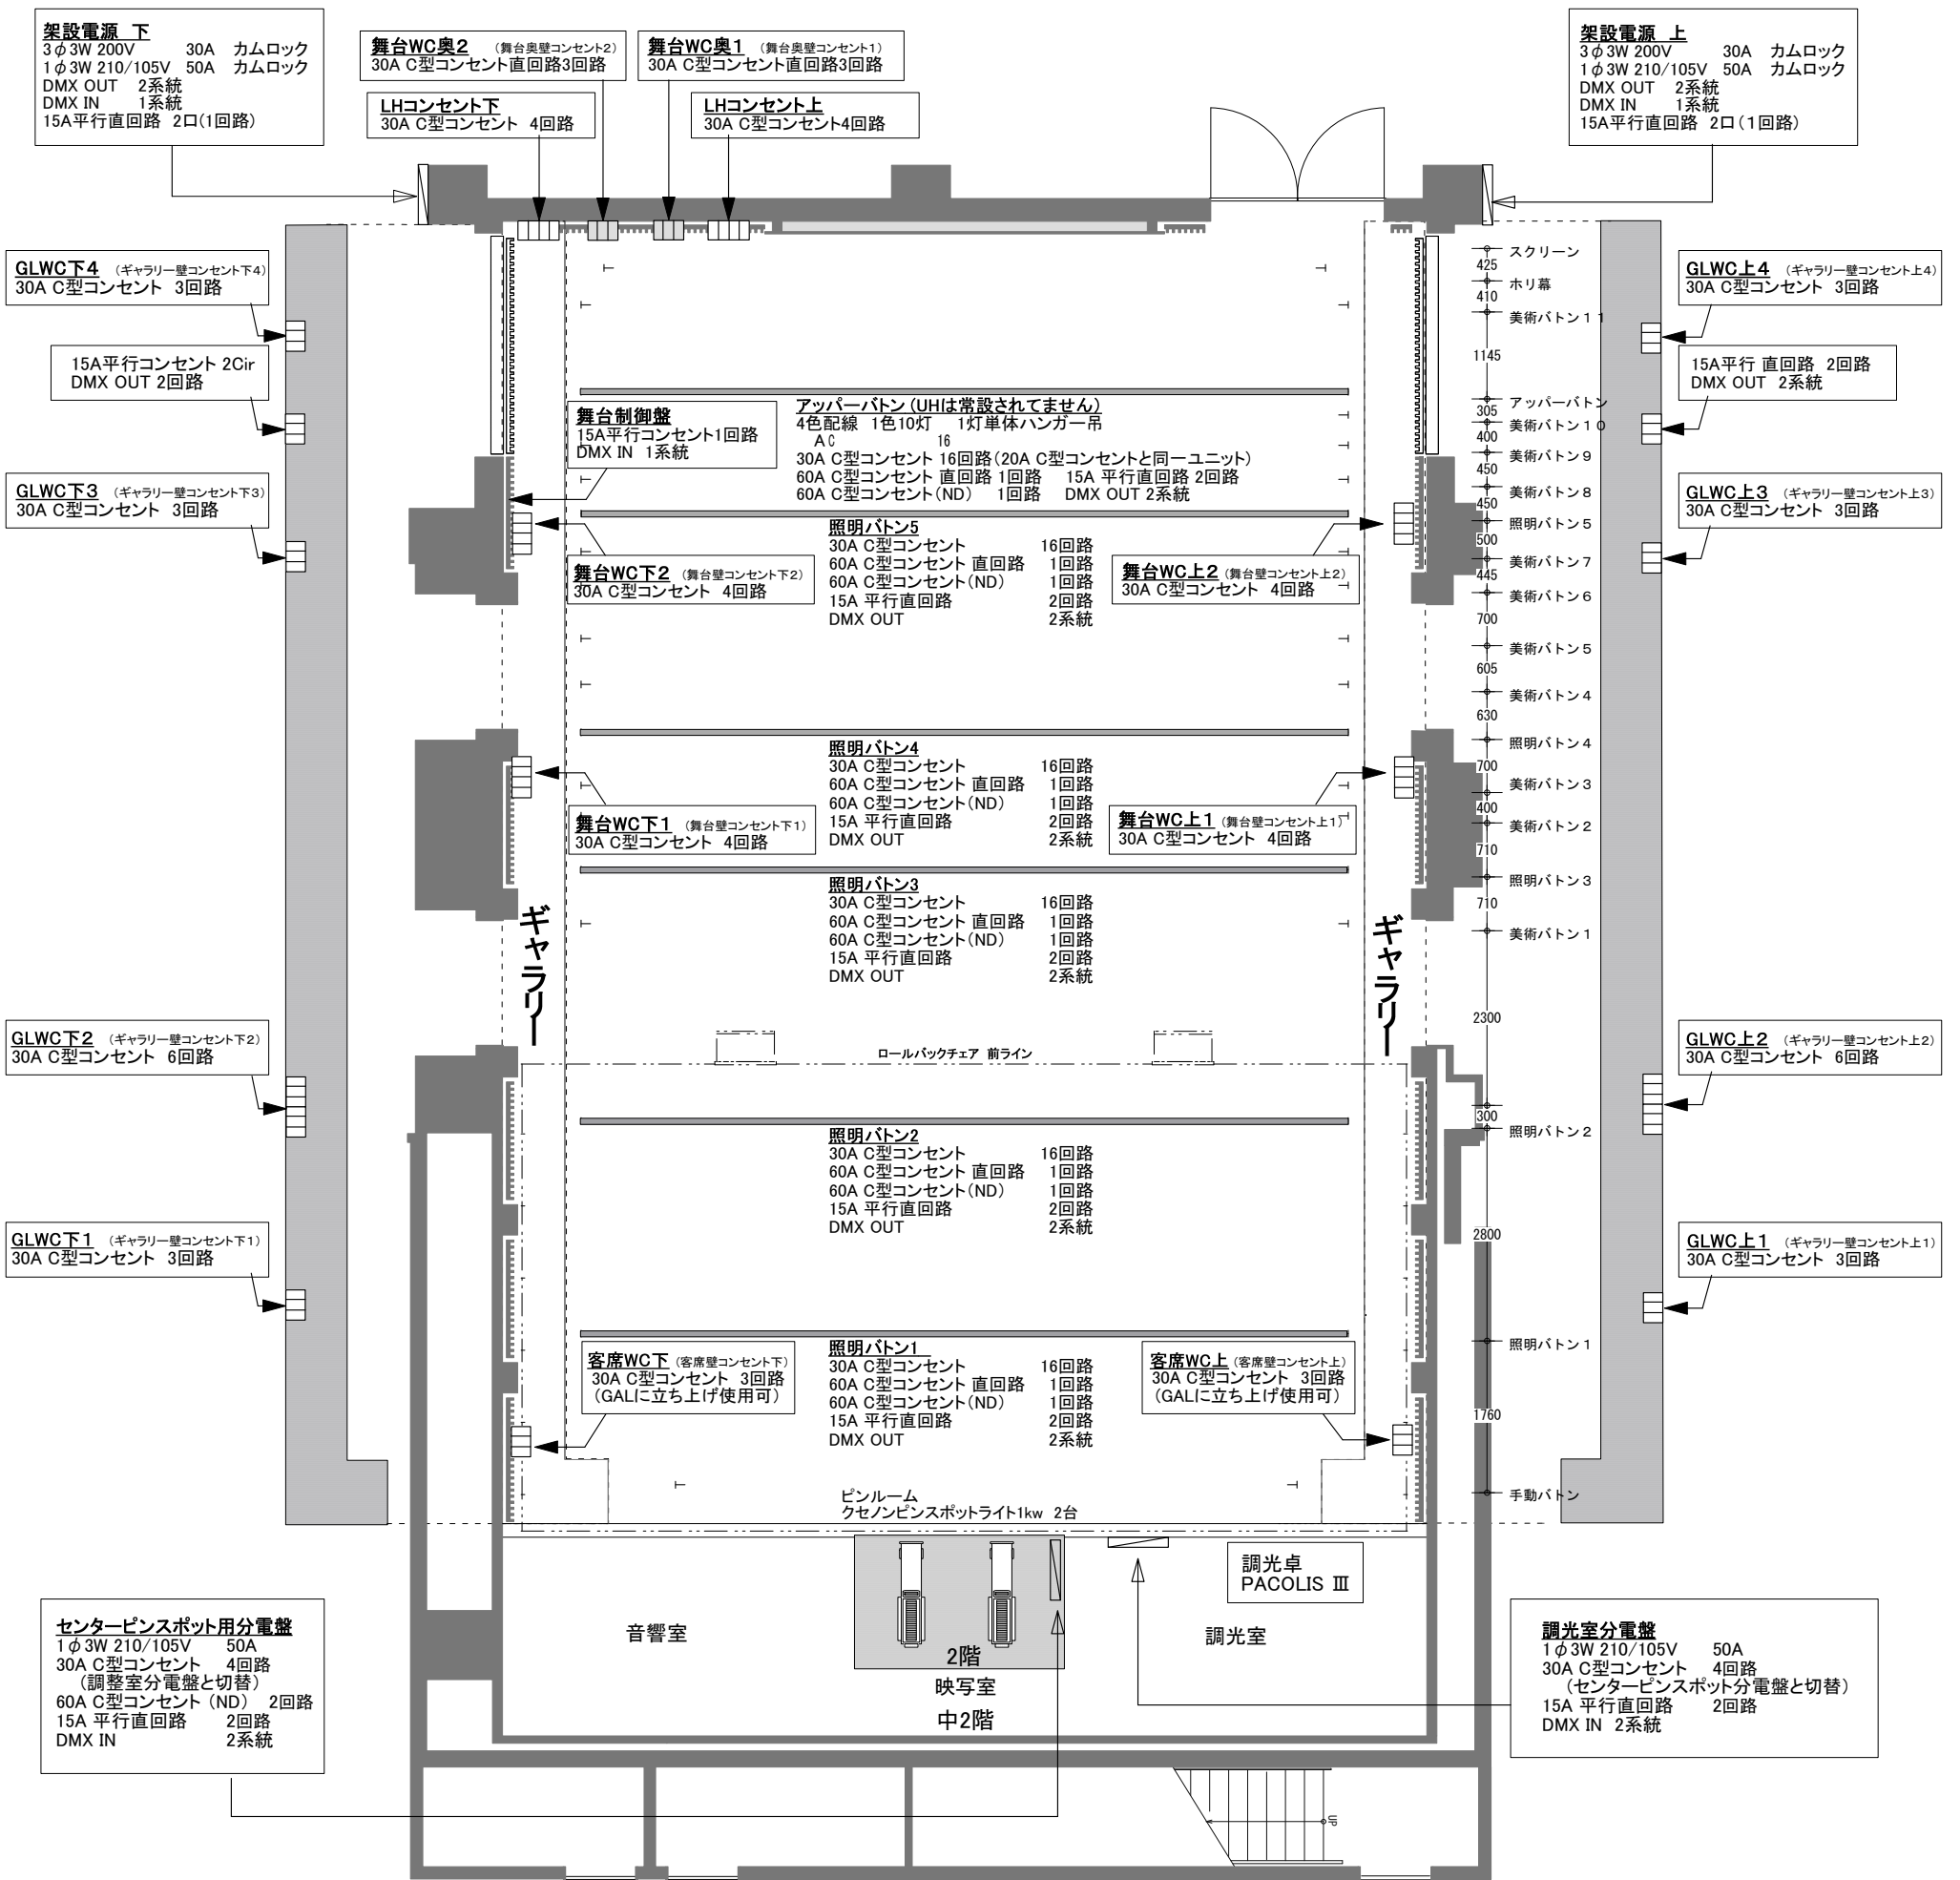 架設電源 下
3φ3W 200V 30A カムロック
1φ3W 210/105V 50A カムロック
DMX OUT 2系統
DMX IN 1系統
15A平行直回路 2口(1回路)
舞台WC奥2 (舞台奥壁コンセント2)
30A C型コンセント直回路3回路
舞台WC奥1 (舞台奥壁コンセント1)
30A C型コンセント直回路3回路
LHコンセント下
30A C型コンセント 4回路
LHコンセント上
30A C型コンセント4回路
架設電源 上
3φ3W 200V 30A カムロック
1φ3W 210/105V 50A カムロック
DMX OUT 2系統
DMX IN 1系統
15A平行直回路 2口(1回路)
GLWC下4 (ギャラリー壁コンセント下4)
30A C型コンセント 3回路
15A平行コンセント 2Cir
DMX OUT 2回路
GLWC下3 (ギャラリー壁コンセント下3)
30A C型コンセント 3回路
GLWC下2 (ギャラリー壁コンセント下2)
30A C型コンセント 6回路
GLWC下1 (ギャラリー壁コンセント下1)
30A C型コンセント 3回路
舞台制御盤
15A平行コンセント1回路
DMX IN 1系統
アッパーバトン(UHは常設されてません)
4色配線 1色10灯 1灯単体ハンガー吊
AC 16
30A C型コンセント 16回路(20A C型コンセントと同一ユニット)
60A C型コンセント 直回路 1回路 15A 平行直回路 2回路
60A C型コンセント(ND) 1回路 DMX OUT 2系統
照明バトン5
30A C型コンセント 16回路
60A C型コンセント 直回路 1回路
60A C型コンセント(ND) 1回路
15A 平行直回路 2回路
DMX OUT 2系統
舞台WC下2 (舞台壁コンセント下2)
30A C型コンセント 4回路
舞台WC上2 (舞台壁コンセント上2)
30A C型コンセント 4回路
照明バトン4
30A C型コンセント 16回路
60A C型コンセント 直回路 1回路
60A C型コンセント(ND) 1回路
15A 平行直回路 2回路
DMX OUT 2系統
舞台WC下1 (舞台壁コンセント下1)
30A C型コンセント 4回路
舞台WC上1 (舞台壁コンセント上1)
30A C型コンセント 4回路
照明バトン3
30A C型コンセント 16回路
60A C型コンセント 直回路 1回路
60A C型コンセント(ND) 1回路
15A 平行直回路 2回路
DMX OUT 2系統
ギャラリー
ギャラリー
ロールバックチェア 前ライン
照明バトン2
30A C型コンセント 16回路
60A C型コンセント 直回路 1回路
60A C型コンセント(ND) 1回路
15A 平行直回路 2回路
DMX OUT 2系統
照明バトン1
30A C型コンセント 16回路
60A C型コンセント 直回路 1回路
60A C型コンセント(ND) 1回路
15A 平行直回路 2回路
DMX OUT 2系統
客席WC下 (客席壁コンセント下)
30A C型コンセント 3回路
(GALに立ち上げ使用可)
客席WC上 (客席壁コンセント上)
30A C型コンセント 3回路
(GALに立ち上げ使用可)
ピンルーム
クセノンピンスポットライト1kw 2台
スクリーン
425
ホリ幕
410
美術バトン11
1145
アッパーバトン
305
美術バトン10
400
美術バトン9
450
美術バトン8
450
照明バトン5
500
美術バトン7
445
美術バトン6
700
美術バトン5
605
美術バトン4
630
照明バトン4
700
美術バトン3
400
美術バトン2
710
照明バトン3
710
美術バトン1
2300
300
照明バトン2
2800
照明バトン1
1760
手動バトン
GLWC上4 (ギャラリー壁コンセント上4)
30A C型コンセント 3回路
15A平行 直回路 2回路
DMX OUT 2系統
GLWC上3 (ギャラリー壁コンセント上3)
30A C型コンセント 3回路
GLWC上2 (ギャラリー壁コンセント上2)
30A C型コンセント 6回路
GLWC上1 (ギャラリー壁コンセント上1)
30A C型コンセント 3回路
調光卓
PACOLIS Ⅲ
音響室
2階
映写室
中2階
調光室
センターピンスポット用分電盤
1φ3W 210/105V 50A
30A C型コンセント 4回路
(調整室分電盤と切替)
60A C型コンセント (ND) 2回路
15A 平行直回路 2回路
DMX IN 2系統
調光室分電盤
1φ3W 210/105V 50A
30A C型コンセント 4回路
(センターピンスポット分電盤と切替)
15A 平行直回路 2回路
DMX IN 2系統
UP